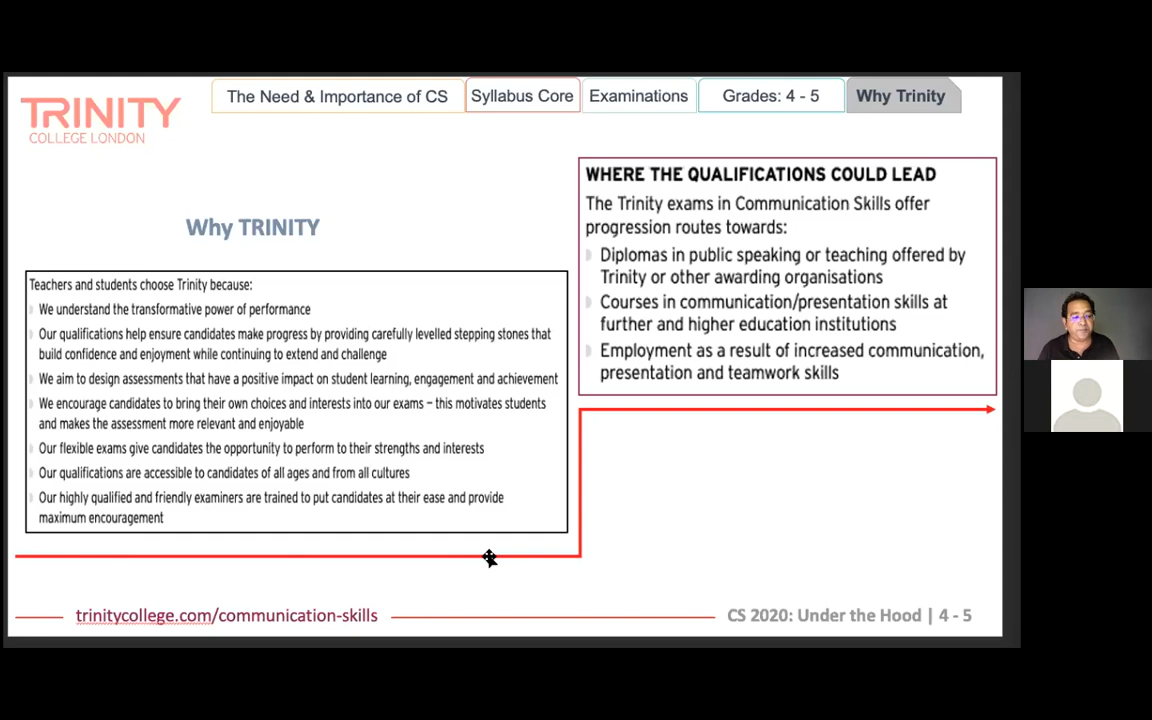 TRINITY
COLLEGE LONDON
The Need & Importance of CS
Syllabus Core
Examinations
Grades: 4 - 5
Why Trinity
Why TRINITY
Teachers and students choose Trinity because:
We understand the transformative power of performance
Our qualifications help ensure candidates make progress by providing carefully levelled stepping stones that
build confidence and enjoyment while continuing to extend and challenge
We aim to design assessments that have a positive impact on student learning, engagement and achievement
We encourage candidates to bring their own choices and interests into our exams – this motivates students
and makes the assessment more relevant and enjoyable
Our flexible exams give candidates the opportunity to perform to their strengths and interests
Our qualifications are accessible to candidates of all ages and from all cultures
Our highly qualified and friendly examiners are trained to put candidates at their ease and provide
maximum encouragement
WHERE THE QUALIFICATIONS COULD LEAD
The Trinity exams in Communication Skills offer
progression routes towards:
Diplomas in public speaking or teaching offered by
Trinity or other awarding organisations
Courses in communication/presentation skills at
further and higher education institutions
Employment as a result of increased communication,
presentation and teamwork skills
trinitycollege.com/communication-skills
CS 2020: Under the Hood | 4 - 5